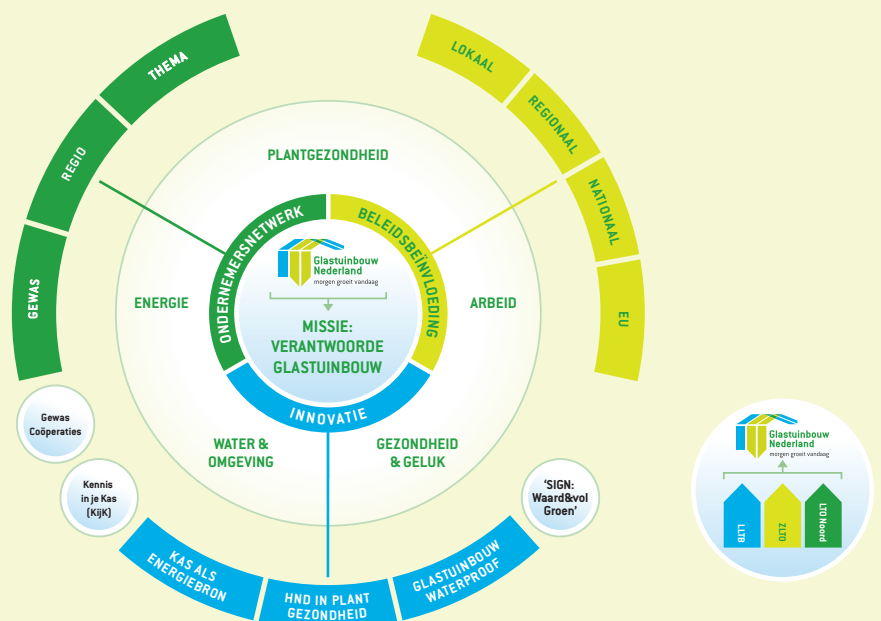 THEMA
REGIO
GEWAS
LOKAAL
REGIONAAL
NATIONAAL
EU
PLANTGEZONDHEID
ENERGIE
ARBEID
WATER &
OMGEVING
GEZONDHEID
& GELUK
ONDERNEMERSNETWERK
BELEIDSBEÏNVLOEDING
INNOVATIE
Glastuinbouw
Nederland
morgen groeit vandaag
MISSIE:
VERANTWOORDE
GLASTUINBOUW
Gewas
Coöperaties
Kennis
in je Kas
(KijK)
'SIGN:
Waard&vol
Groen'
KAS ALS
ENERGIEBRON
HND IN PLANT
GEZONDHEID
GLASTUINBOUW
WATERPROOF
Glastuinbouw
Nederland
morgen groeit vandaag
LLTB
ZLTO
LTO Noord